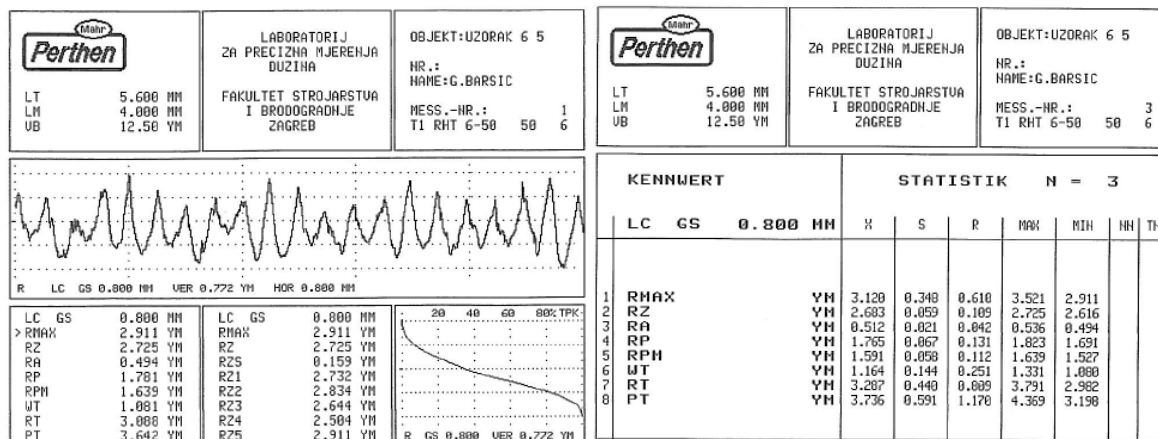 Mahr
Perthen
LT 5.600 MM
LM 4.000 MM
VB 12.50 YM
LABORATORIJ
ZA PRECIZNA MJERENJA
DUZINA
FAKULTET STROJARSTVA
I BRODOGRADNJE
ZAGREB
OBJEKT:UZORAK 6 5
NR.:
NAME:G.BARSIC
MESS.-NR.: 1
T1 RHT 6-50 50 6
R LC GS 0.800 MM VER 0.772 YM HOR 0.800 MM
LC GS 0.800 MM
>RMAX 2.911 YM
RZ 2.725 YM
RA 0.494 YM
RP 1.781 YM
RPM 1.639 YM
WT 1.081 YM
RT 3.088 YM
PT 3.642 YM
LC GS 0.800 MM
RMAX 2.911 YM
RZ 2.725 YM
RZS 0.159 YM
RZ1 2.732 YM
RZ2 2.834 YM
RZ3 2.644 YM
RZ4 2.504 YM
RZ5 2.911 YM
20 40 60 80% TPK
R GS 0.800 VER 0.772 YM
Mahr
Perthen
LT 5.600 MM
LM 4.000 MM
VB 12.50 YM
LABORATORIJ
ZA PRECIZNA MJERENJA
DUZINA
FAKULTET STROJARSTVA
I BRODOGRADNJE
ZAGREB
OBJEKT:UZORAK 6 5
NR.:
NAME:G.BARSIC
MESS.-NR.: 3
T1 RHT 6-50 50 6
KENNWERT STATISTIK N = 3
LC GS 0.800 MM X S R MAX MIN NN
1 RMAX YM 3.120 0.348 0.610 3.521 2.911
2 RZ YM 2.683 0.059 0.109 2.725 2.616
3 RA YM 0.512 0.021 0.042 0.536 0.494
4 RP YM 1.765 0.067 0.131 1.823 1.691
5 RPM YM 1.591 0.058 0.112 1.639 1.527
6 WT YM 1.164 0.144 0.251 1.331 1.080
7 RT YM 3.287 0.440 0.809 3.791 2.982
8 PT YM 3.736 0.591 1.170 4.369 3.198